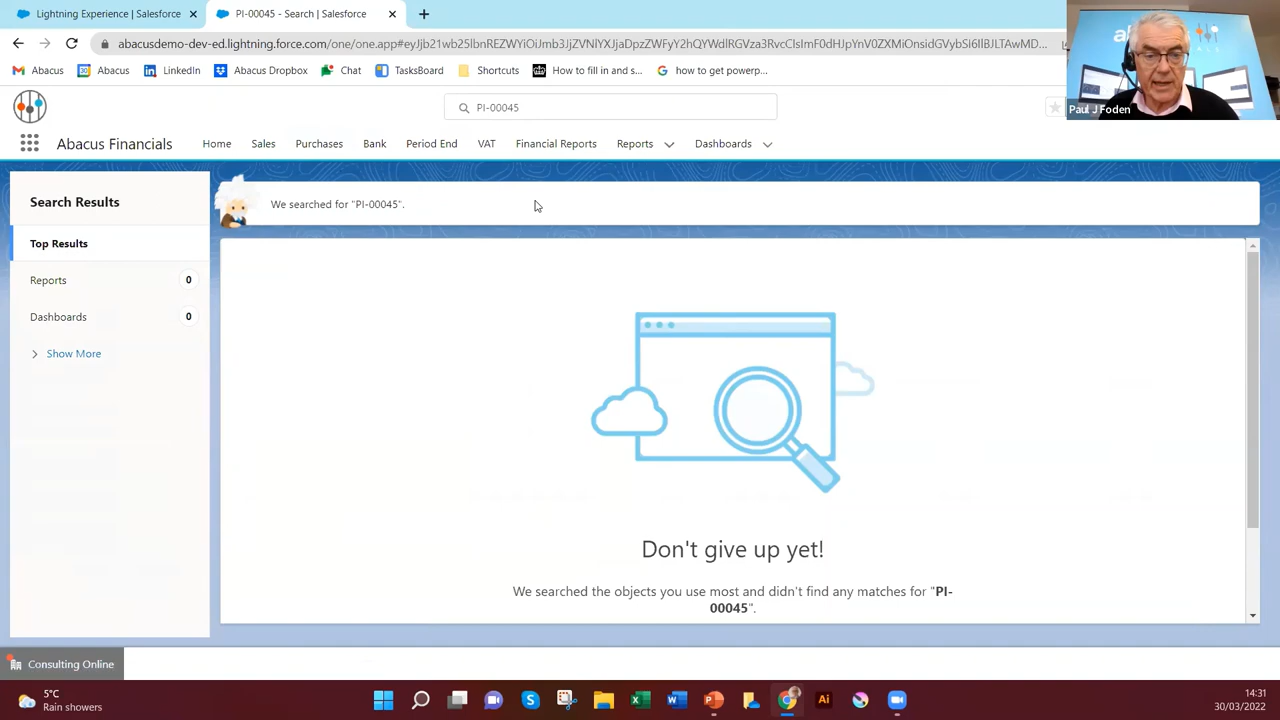 Lightning Experience | Salesforce
PI-00045 - Search | Salesforce
abacusdemo-dev-ed.lightning.force.com
Abacus
Abacus
LinkedIn
Abacus Dropbox
Chat
TasksBoard
Shortcuts
How to fill in and s...
how to get powerp...
Paul J Foden
PI-00045
Abacus Financials
Home
Sales
Purchases
Bank
Period End
VAT
Financial Reports
Reports
Dashboards
Search Results
We searched for "PI-00045".
Top Results
Reports
0
Dashboards
0
Show More
Don't give up yet!
We searched the objects you use most and didn't find any matches for "PI-
00045".
Consulting Online
5°C
Rain showers
14:31
30/03/2022